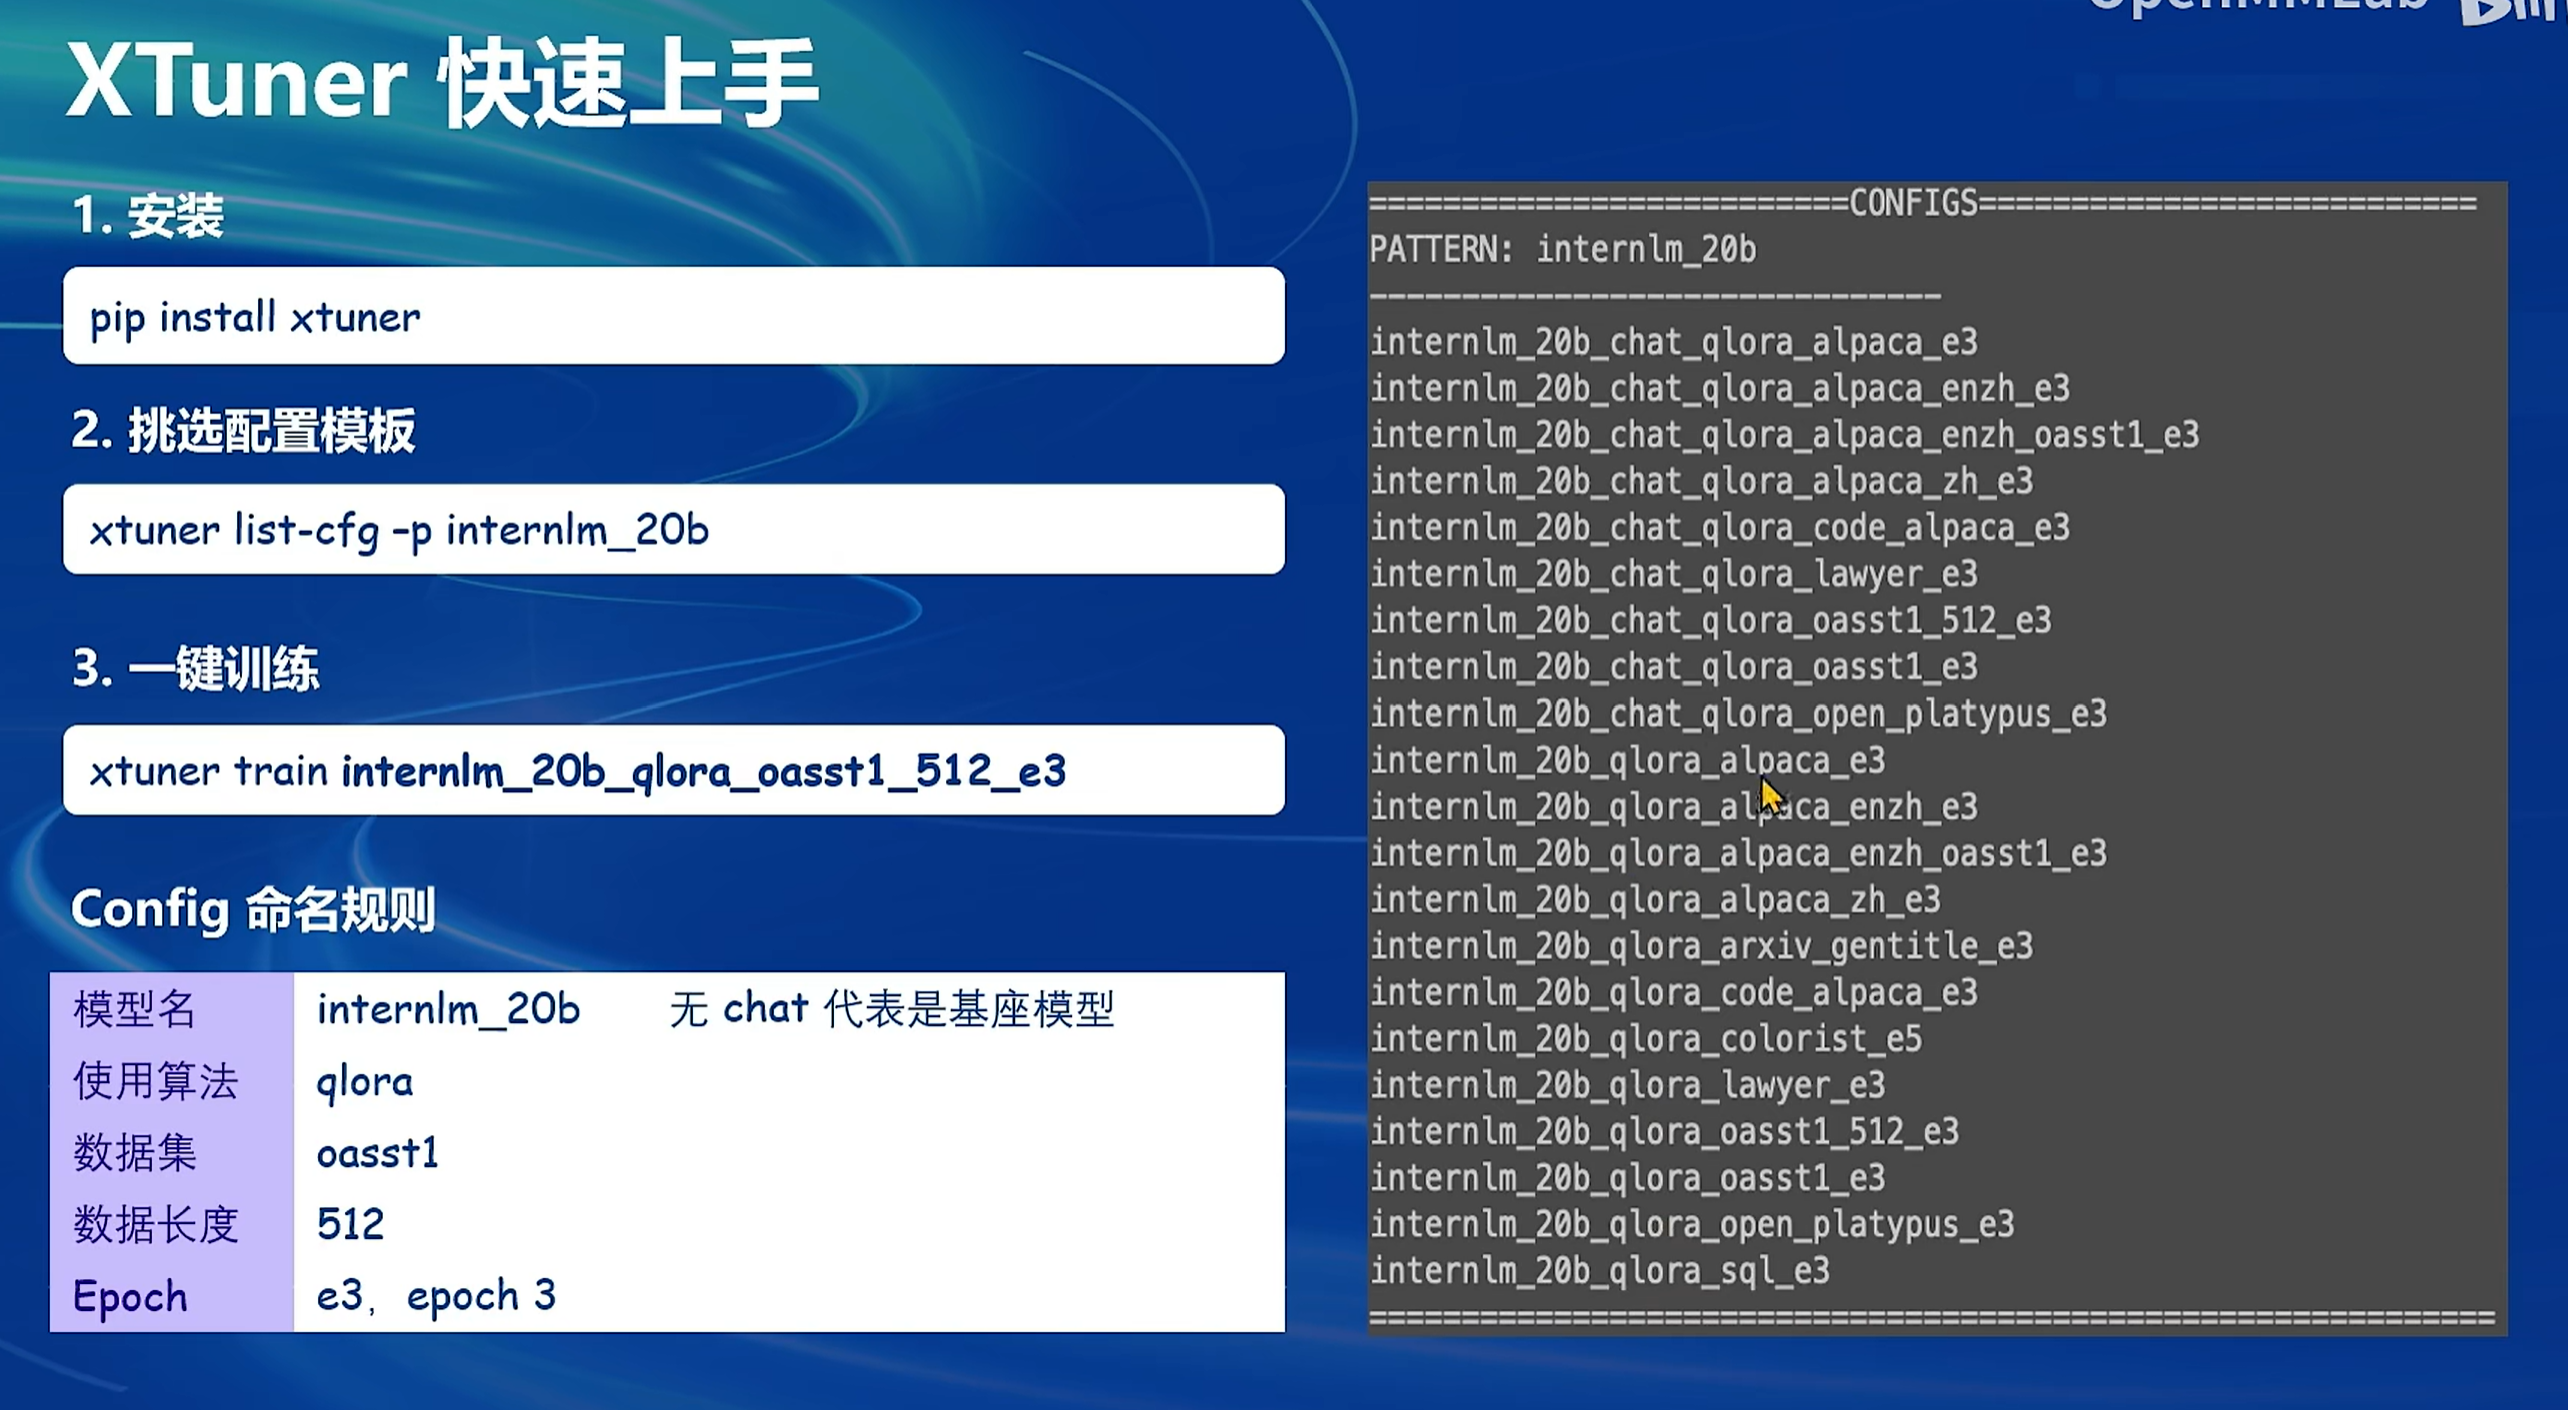 OpenMMLab
XTuner 快速上手
1. 安装
pip install xtuner
2. 挑选配置模板
xtuner list-cfg –p internlm_20b
3. 一键训练
xtuner train internlm_20b_qlora_oasst1_512_e3
Config 命名规则
模型名 internlm_20b 无 chat 代表是基座模型
使用算法 qlora
数据集 oasst1
数据长度 512
Epoch e3，epoch 3
==========================CONFIGS===========================
PATTERN: internlm_20b
-------------------------------
internlm_20b_chat_qlora_alpaca_e3
internlm_20b_chat_qlora_alpaca_enzh_e3
internlm_20b_chat_qlora_alpaca_enzh_oasst1_e3
internlm_20b_chat_qlora_alpaca_zh_e3
internlm_20b_chat_qlora_code_alpaca_e3
internlm_20b_chat_qlora_lawyer_e3
internlm_20b_chat_qlora_oasst1_512_e3
internlm_20b_chat_qlora_oasst1_e3
internlm_20b_chat_qlora_open_platypus_e3
internlm_20b_qlora_alpaca_e3
internlm_20b_qlora_alpaca_enzh_e3
internlm_20b_qlora_alpaca_enzh_oasst1_e3
internlm_20b_qlora_alpaca_zh_e3
internlm_20b_qlora_arxiv_gentitle_e3
internlm_20b_qlora_code_alpaca_e3
internlm_20b_qlora_colorist_e5
internlm_20b_qlora_lawyer_e3
internlm_20b_qlora_oasst1_512_e3
internlm_20b_qlora_oasst1_e3
internlm_20b_qlora_open_platypus_e3
internlm_20b_qlora_sql_e3
=============================================================